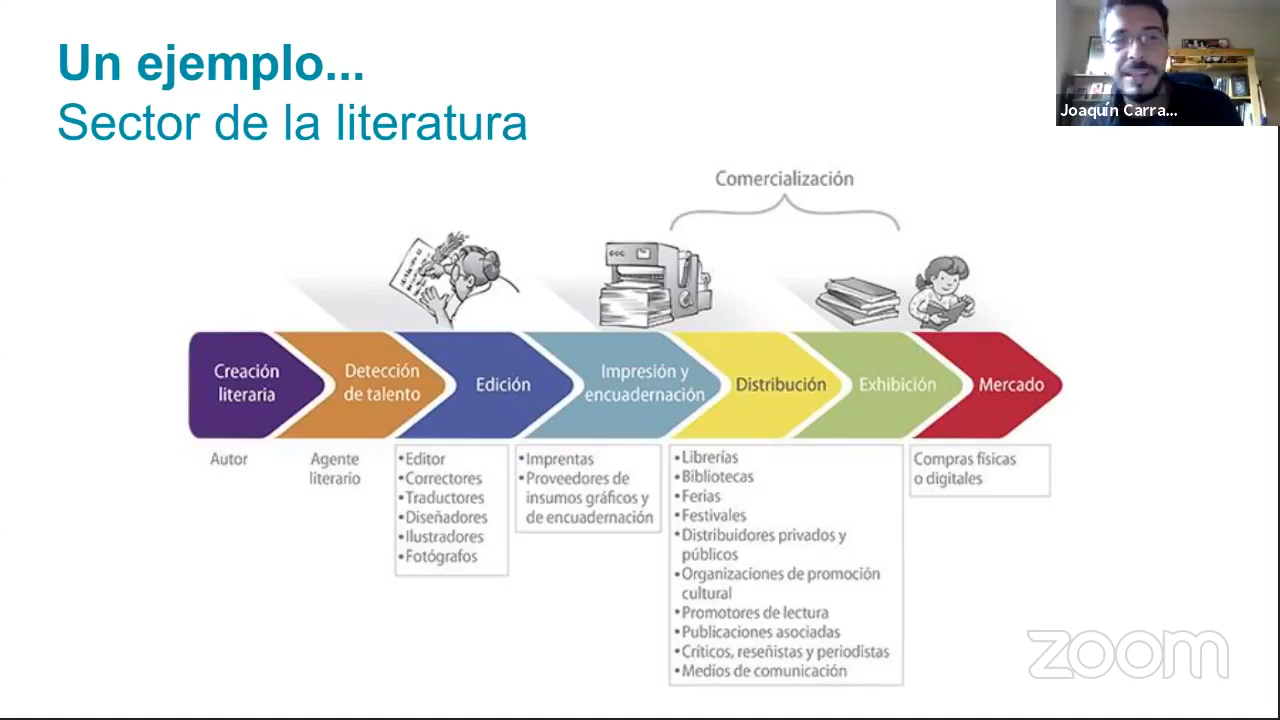 Un ejemplo...
Sector de la literatura
Joaquín Carra...
Comercialización
Creación
literaria
Detección
de talento
Edición
Impresión y
encuadernación
Distribución
Exhibición
Mercado
Autor
Agente
literario
•Editor
•Correctores
•Traductores
•Diseñadores
•Ilustradores
•Fotógrafos
•Imprentas
•Proveedores de
insumos gráficos y
de encuadernación
•Librerías
•Bibliotecas
•Ferias
•Festivales
•Distribuidores privados y
públicos
•Organizaciones de promoción
cultural
•Promotores de lectura
•Publicaciones asociadas
•Críticos, reseñistas y periodistas
•Medios de comunicación
Compras físicas
o digitales
zoom